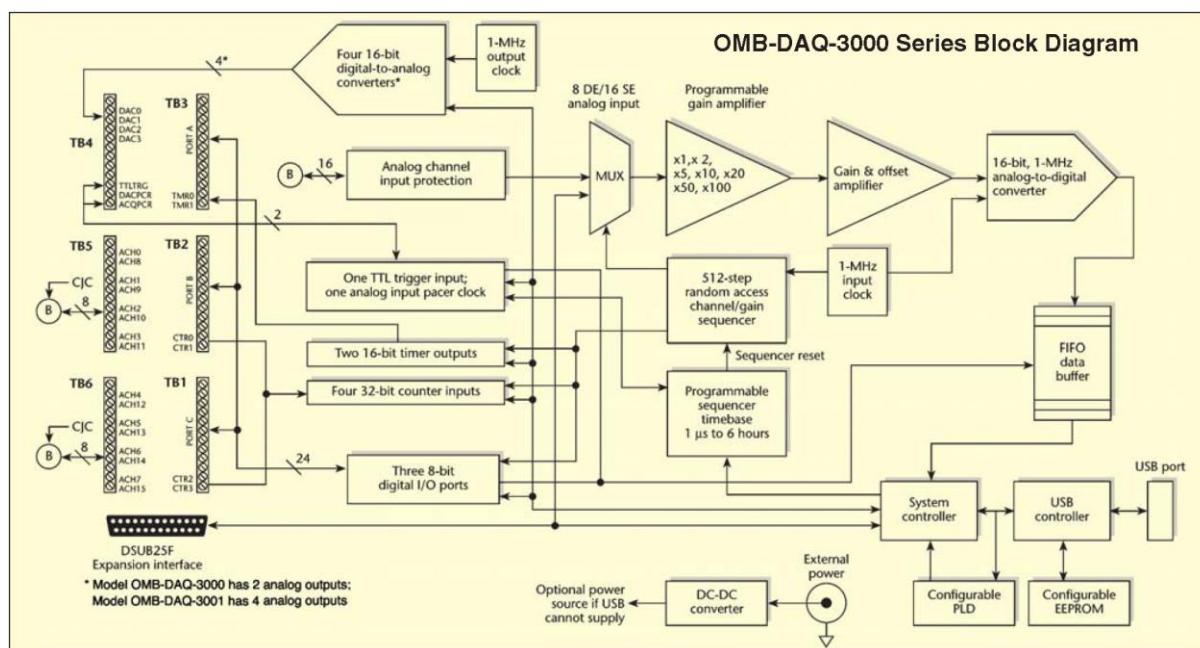 OMB-DAQ-3000 Series Block Diagram
4*
Four 16-bit
digital-to-analog
converters*
1-MHz
output
clock
8 DE/16 SE
analog input
Programmable
gain amplifier
TB4
DAC0
DAC1
DAC2
DAC3
TTLTRG
DACPCR
ACQPCR
TB3
PORT A
TMR0
TMR1
B
16
Analog channel
input protection
MUX
x1,x 2,
x5, x10, x20
x50, x100
Gain & offset
amplifier
16-bit, 1-MHz
analog-to-digital
converter
2
TB5
CJC
B
8
ACH0
ACH8
ACH1
ACH9
ACH2
ACH10
ACH3
ACH11
TB2
PORT B
CTR0
CTR1
One TTL trigger input;
one analog input pacer clock
512-step
random access
channel/gain
sequencer
1-MHz
input
clock
Two 16-bit timer outputs
Sequencer reset
FIFO
data
buffer
TB6
CJC
B
8
ACH4
ACH12
ACH5
ACH13
ACH6
ACH14
ACH7
ACH15
TB1
PORT C
CTR2
CTR3
Four 32-bit counter inputs
Programmable
sequencer
timebase
1 µs to 6 hours
24
Three 8-bit
digital I/O ports
System
controller
USB
controller
USB port
DSUB25F
Expansion interface
* Model OMB-DAQ-3000 has 2 analog outputs;
Model OMB-DAQ-3001 has 4 analog outputs
Optional power
source if USB
cannot supply
DC-DC
converter
External
power
Configurable
PLD
Configurable
EEPROM